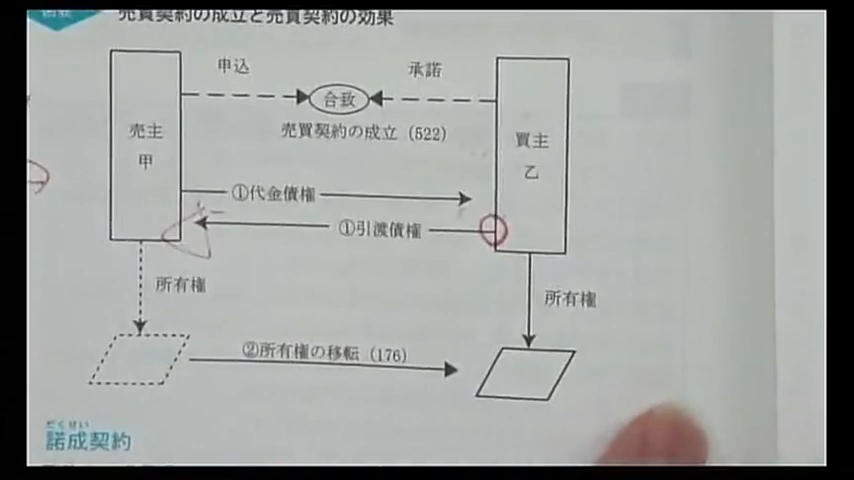 売買契約の成立と売買契約の効果
申込
承諾
合致
売買契約の成立(522)
売主
甲
買主
乙
①代金債権
①引渡債権
所有権
所有権
②所有権の移転(176)
だくせい
諾成契約